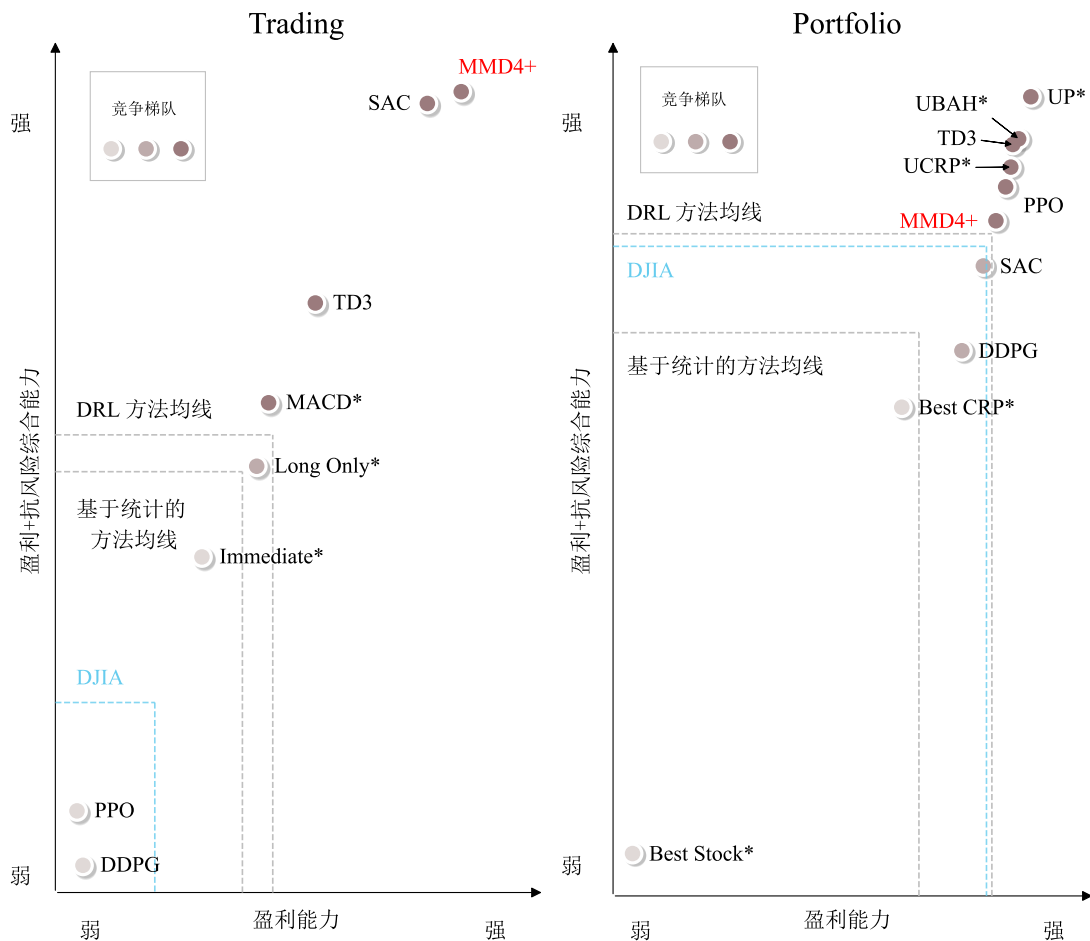 Trading
MMD4+
SAC
竞争梯队
强
TD3
MACD*
DRL 方法均线
Long Only*
基于统计的
方法均线
Immediate*
盈利+抗风险综合能力
DJIA
PPO
DDPG
弱
弱
盈利能力
强
Portfolio
UP*
UBAH*
竞争梯队
强
TD3
UCRP*
PPO
DRL 方法均线
MMD4+
DJIA
SAC
DDPG
基于统计的方法均线
Best CRP*
盈利+抗风险综合能力
Best Stock*
弱
弱
盈利能力
强